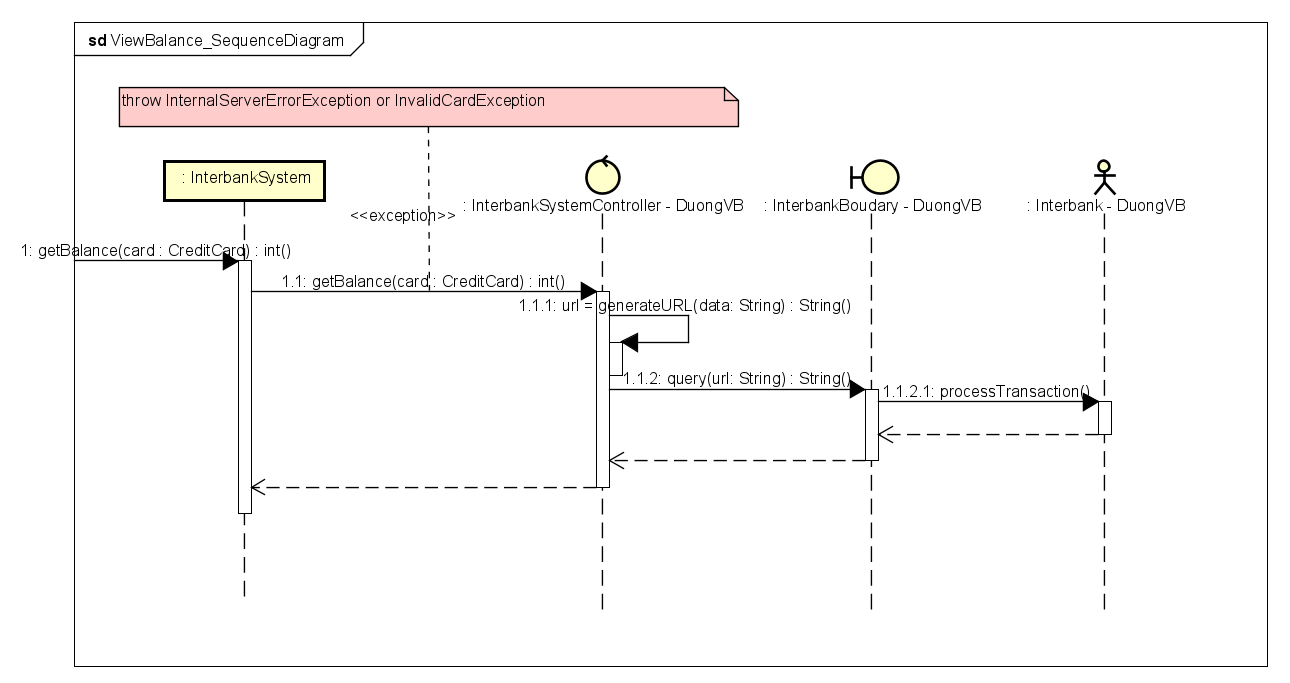 sd ViewBalance_SequenceDiagram
throw InternalServerErrorException or InvalidCardException
: InterbankSystem
<<exception>>
: InterbankSystemController - DuongVB
: InterbankBoudary - DuongVB
: Interbank - DuongVB
1: getBalance(card : CreditCard) : int()
1.1: getBalance(card : CreditCard) : int()
1.1.1: url = generateURL(data: String) : String()
1.1.2: query(url: String) : String()
1.1.2.1: processTransaction()